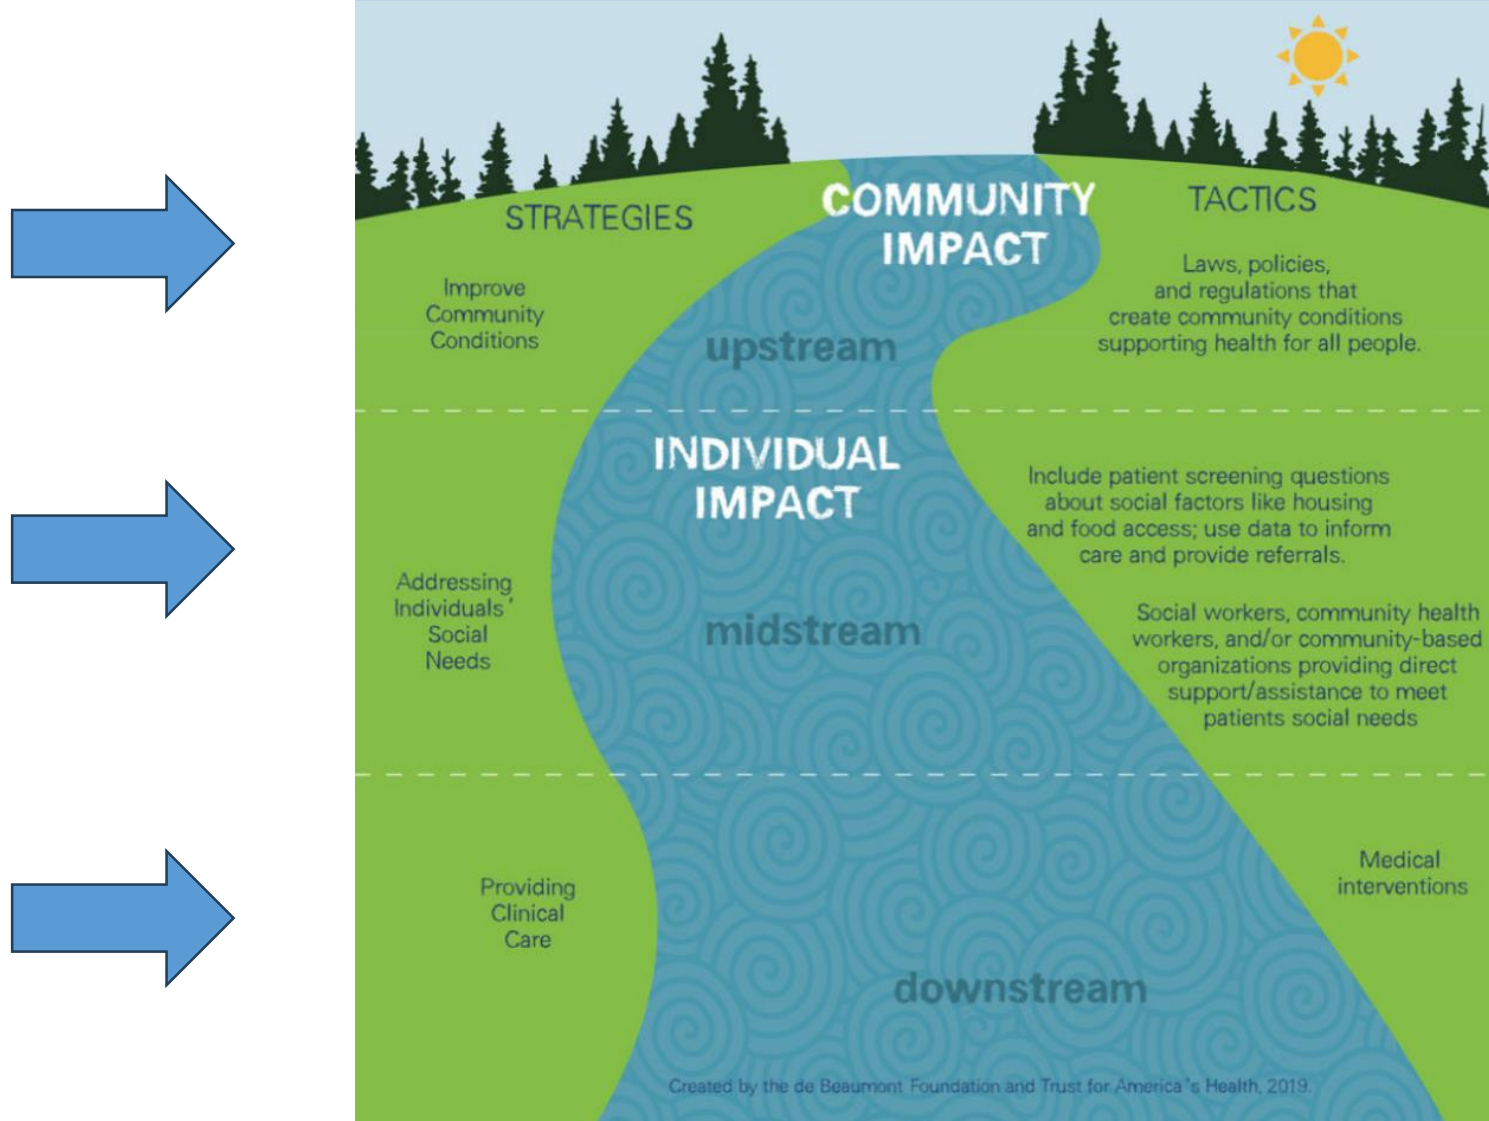 STRATEGIES
COMMUNITY
IMPACT
TACTICS
Improve
Community
Conditions
upstream
Laws, policies,
and regulations that
create community conditions
supporting health for all people.
INDIVIDUAL
IMPACT
Addressing
Individuals'
Social
Needs
midstream
Include patient screening questions
about social factors like housing
and food access; use data to inform
care and provide referrals.
Social workers, community health
workers, and/or community-based
organizations providing direct
support/assistance to meet
patients social needs
Providing
Clinical
Care
downstream
Medical
interventions
Created by the de Beaumont Foundation and Trust for America's Health, 2019.